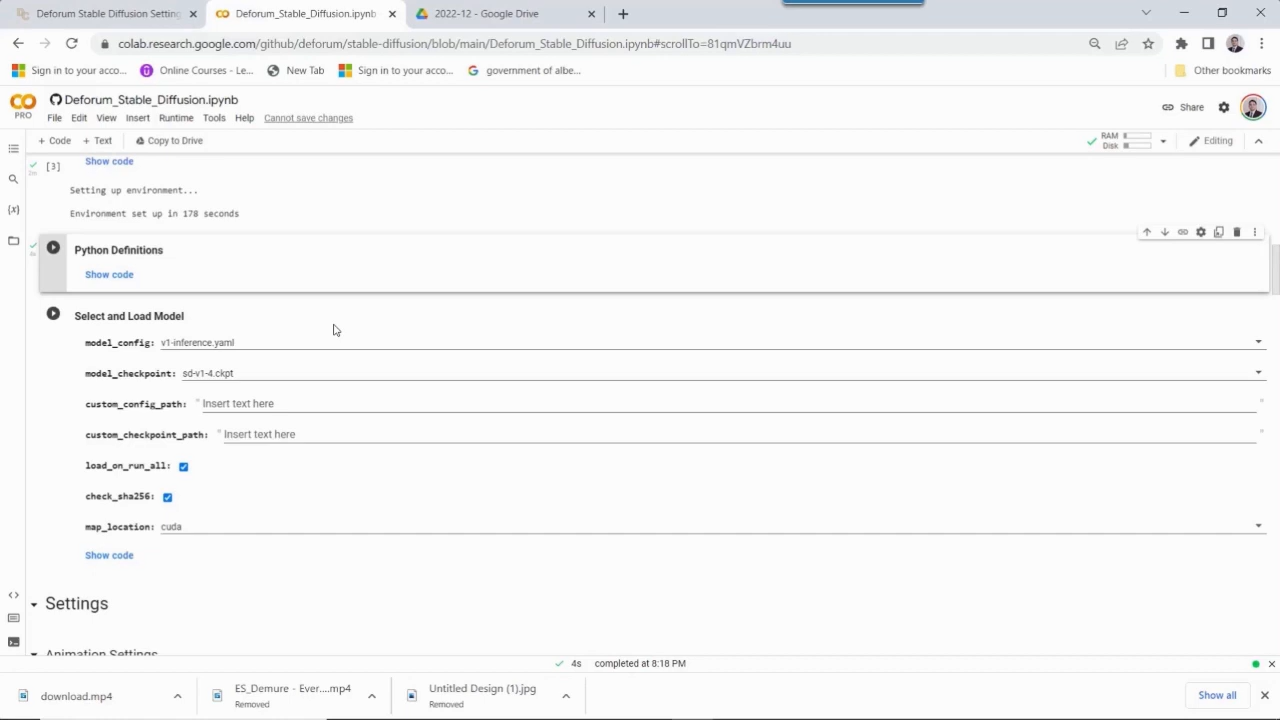 Deforum Stable Diffusion Setting
Deforum_Stable_Diffusion.ipynb
2022-12 - Google Drive
colab.research.google.com/github/deforum/stable-diffusion/blob/main/Deforum_Stable_Diffusion.ipynb#scrollTo=81qmVZbrm4uu
Sign in to your acco...
Online Courses - Le...
New Tab
Sign in to your acco...
government of albe...
Other bookmarks
PRO
Deforum_Stable_Diffusion.ipynb
File Edit View Insert Runtime Tools Help Cannot save changes
Share
+ Code + Text Copy to Drive
RAM
Disk
Editing
[3]
Show code
2m
Setting up environment...
Environment set up in 178 seconds
4s
Python Definitions
Show code
Select and Load Model
model_config: v1-inference.yaml
model_checkpoint: sd-v1-4.ckpt
custom_config_path: " Insert text here "
custom_checkpoint_path: " Insert text here "
load_on_run_all:
check_sha256:
map_location: cuda
Show code
Settings
Animation Settings
4s completed at 8:18 PM
download.mp4
ES_Demure - Ever....mp4
Removed
Untitled Design (1).jpg
Removed
Show all